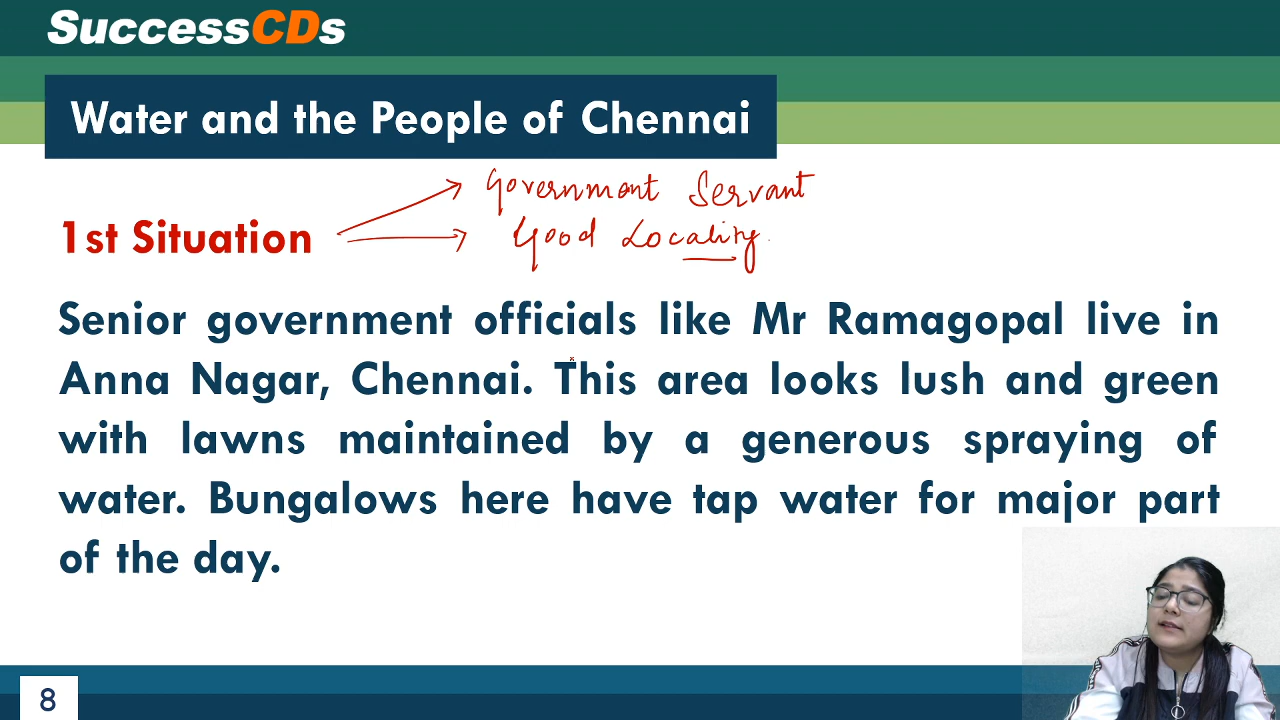 SuccessCDs
Water and the People of Chennai
Government Servant
1st Situation
Good Locality.
Senior government officials like Mr Ramagopal live in
Anna Nagar, Chennai. This area looks lush and green
with lawns maintained by a generous spraying of
water. Bungalows here have tap water for major part
of the day.
8